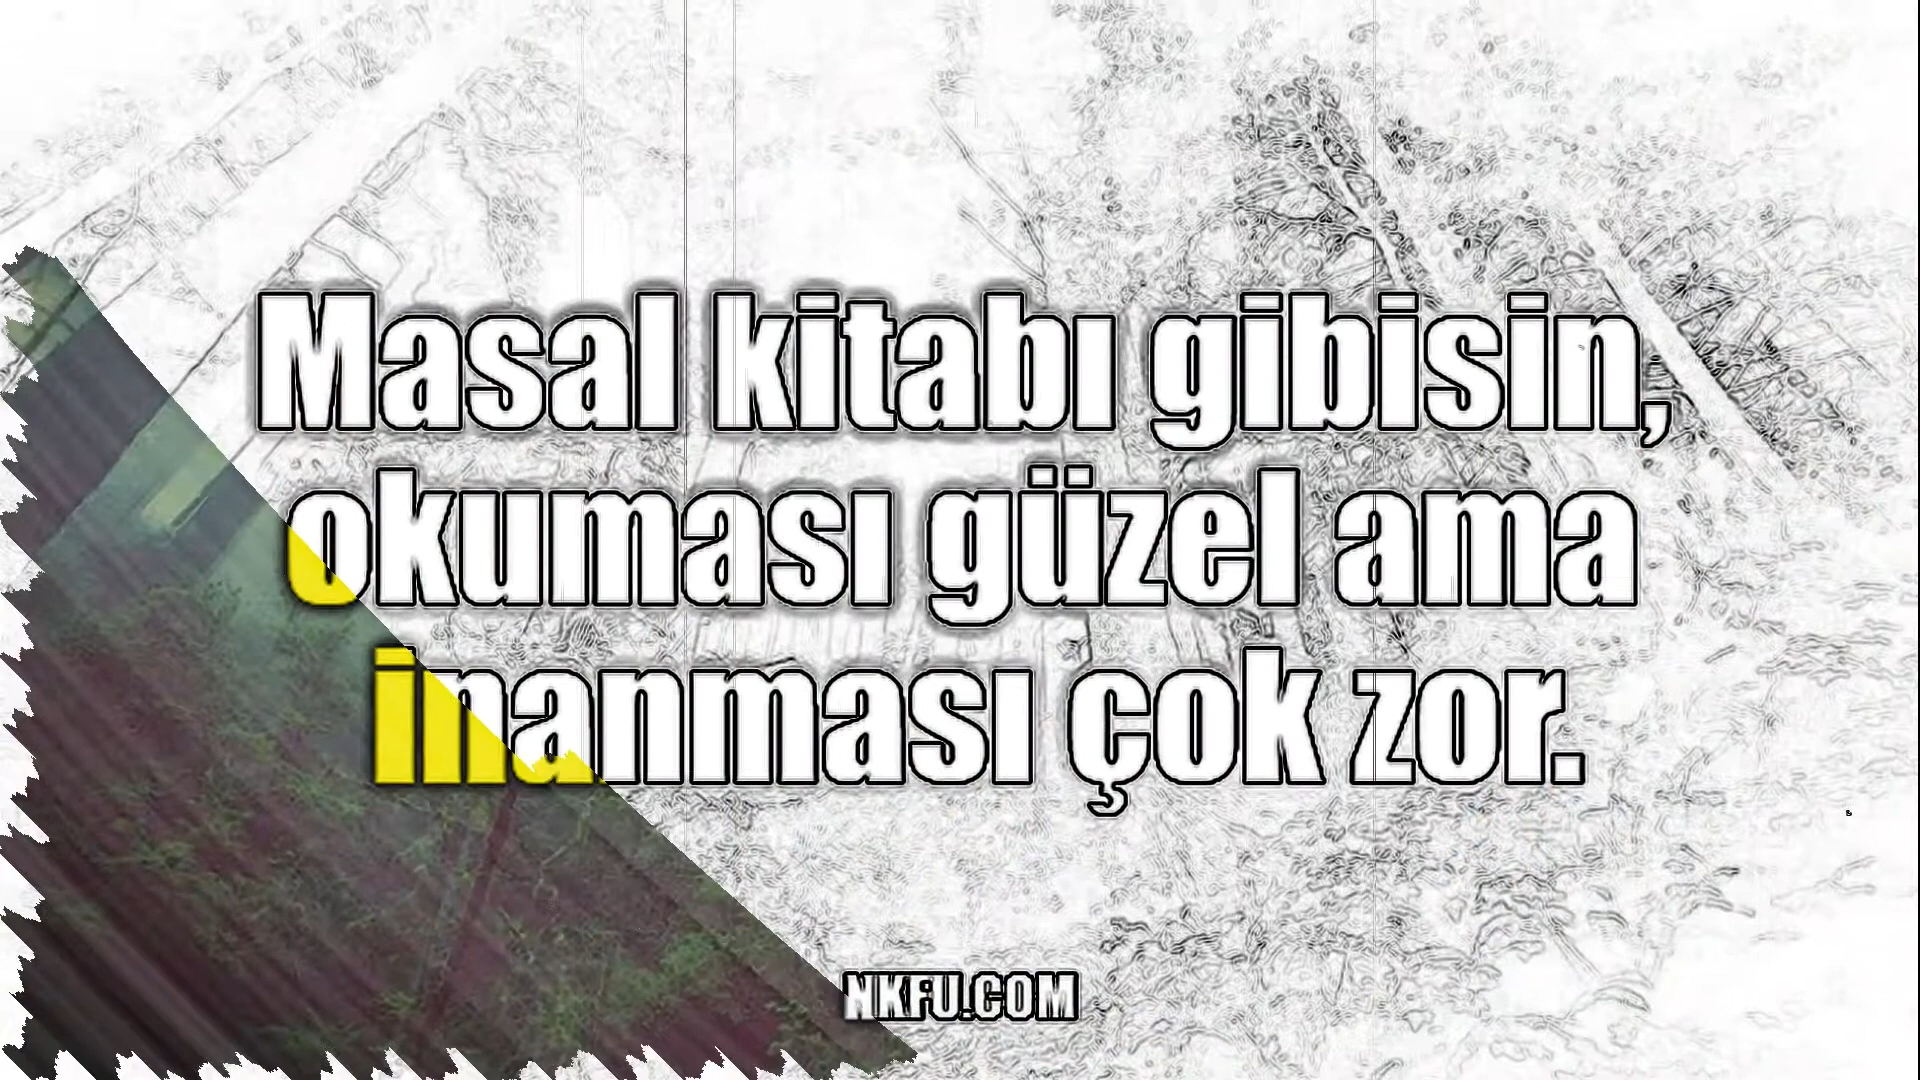 Masal kitabı gibisin,
okuması güzel ama
inanması çok zor.
NKFU.COM